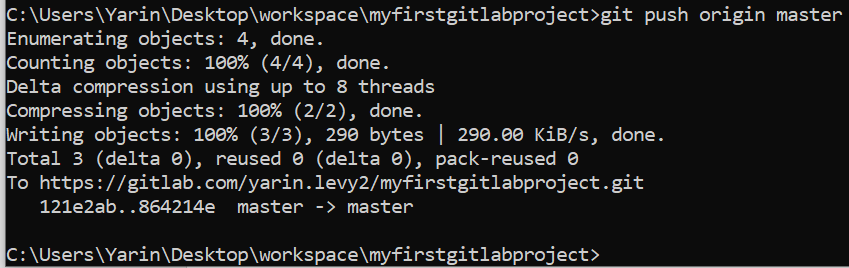 C:\Users\Yarin\Desktop\workspace\myfirstgitlabproject>git push origin master
Enumerating objects: 4, done.
Counting objects: 100% (4/4), done.
Delta compression using up to 8 threads
Compressing objects: 100% (2/2), done.
Writing objects: 100% (3/3), 290 bytes | 290.00 KiB/s, done.
Total 3 (delta 0), reused 0 (delta 0), pack-reused 0
To https://gitlab.com/yarin.levy2/myfirstgitlabproject.git
   121e2ab..864214e  master -> master
C:\Users\Yarin\Desktop\workspace\myfirstgitlabproject>